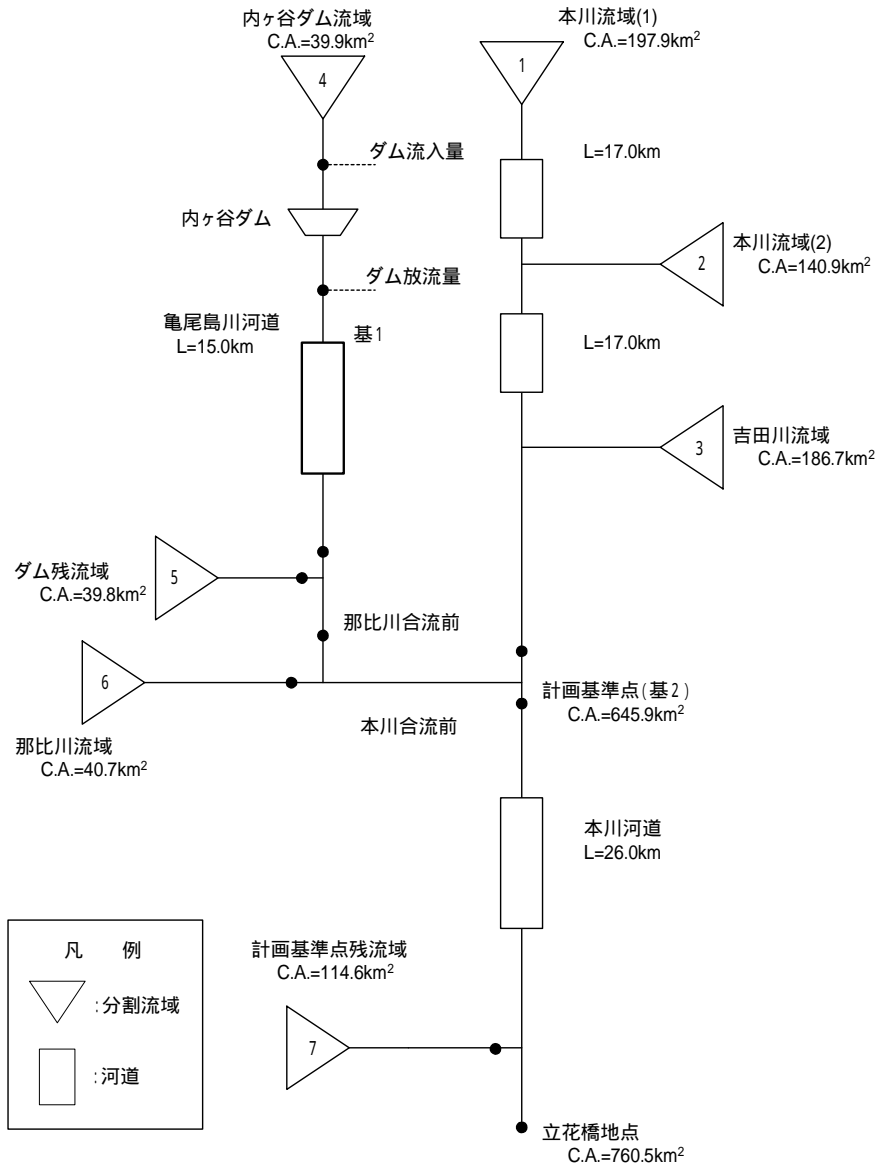 内ヶ谷ダム流域
C.A.=39.9km²
4
本川流域(1)
C.A.=197.9km²
1
ダム流入量
L=17.0km
内ヶ谷ダム
本川流域(2)
C.A=140.9km²
2
ダム放流量
亀尾島川河道
L=15.0km
基1
L=17.0km
吉田川流域
C.A.=186.7km²
3
ダム残流域
C.A.=39.8km²
5
那比川合流前
6
那比川流域
C.A.=40.7km²
本川合流前
計画基準点(基2)
C.A.=645.9km²
本川河道
L=26.0km
計画基準点残流域
C.A.=114.6km²
7
立花橋地点
C.A.=760.5km²
凡 例
:分割流域
:河道